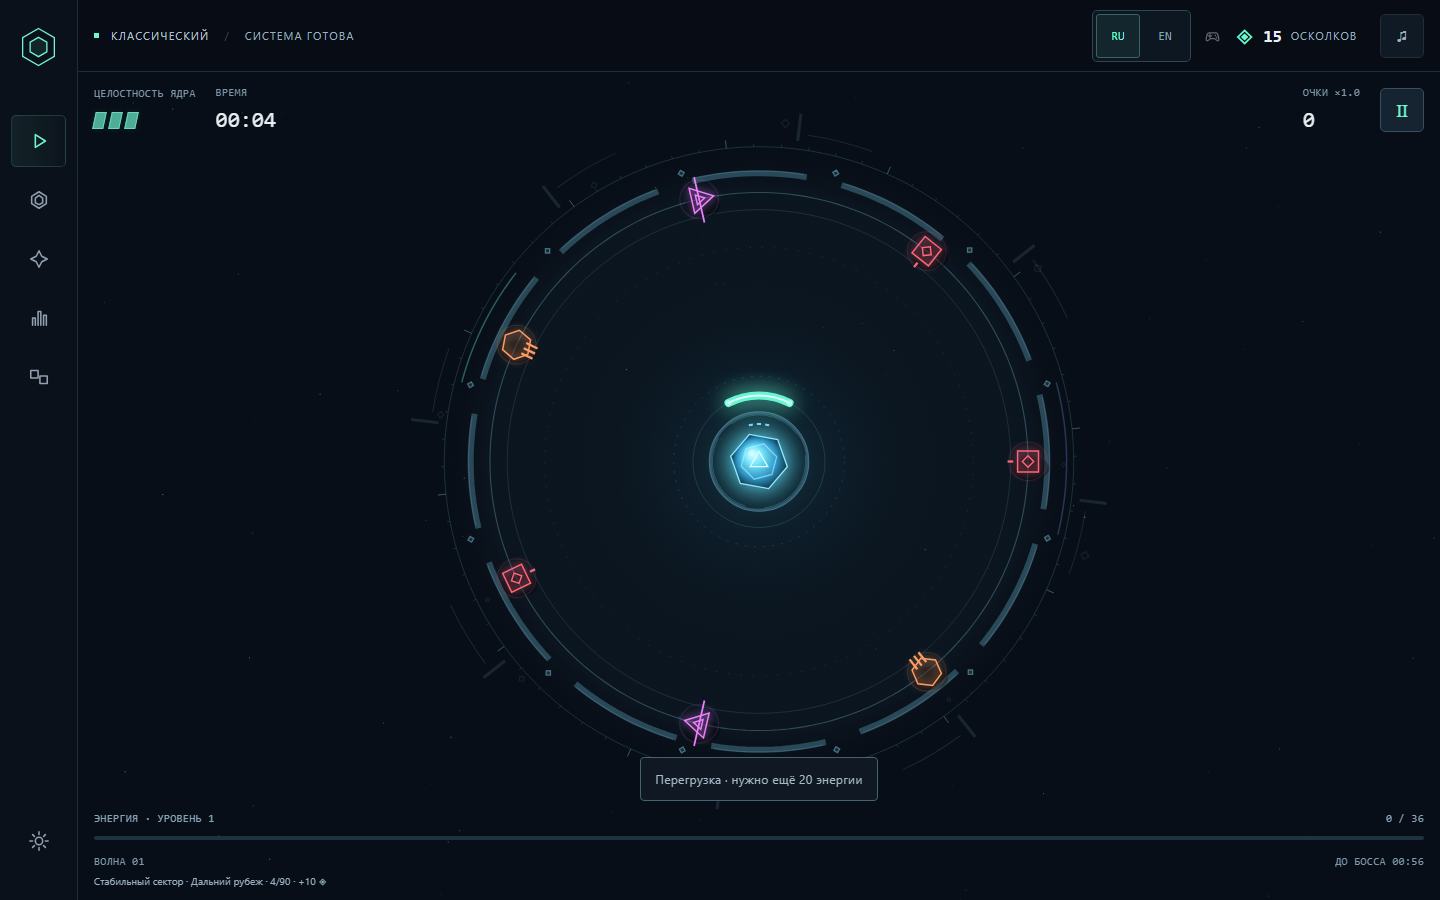 КЛАССИЧЕСКИЙ / СИСТЕМА ГОТОВА
RU EN
15 ОСКОЛКОВ
ЦЕЛОСТНОСТЬ ЯДРА
ВРЕМЯ
00:04
ОЧКИ ×1.0
0
Перегрузка · нужно ещё 20 энергии
ЭНЕРГИЯ · УРОВЕНЬ 1
0 / 36
ВОЛНА 01
ДО БОССА 00:56
Стабильный сектор · Дальний рубеж · 4/90 · +10 ◈